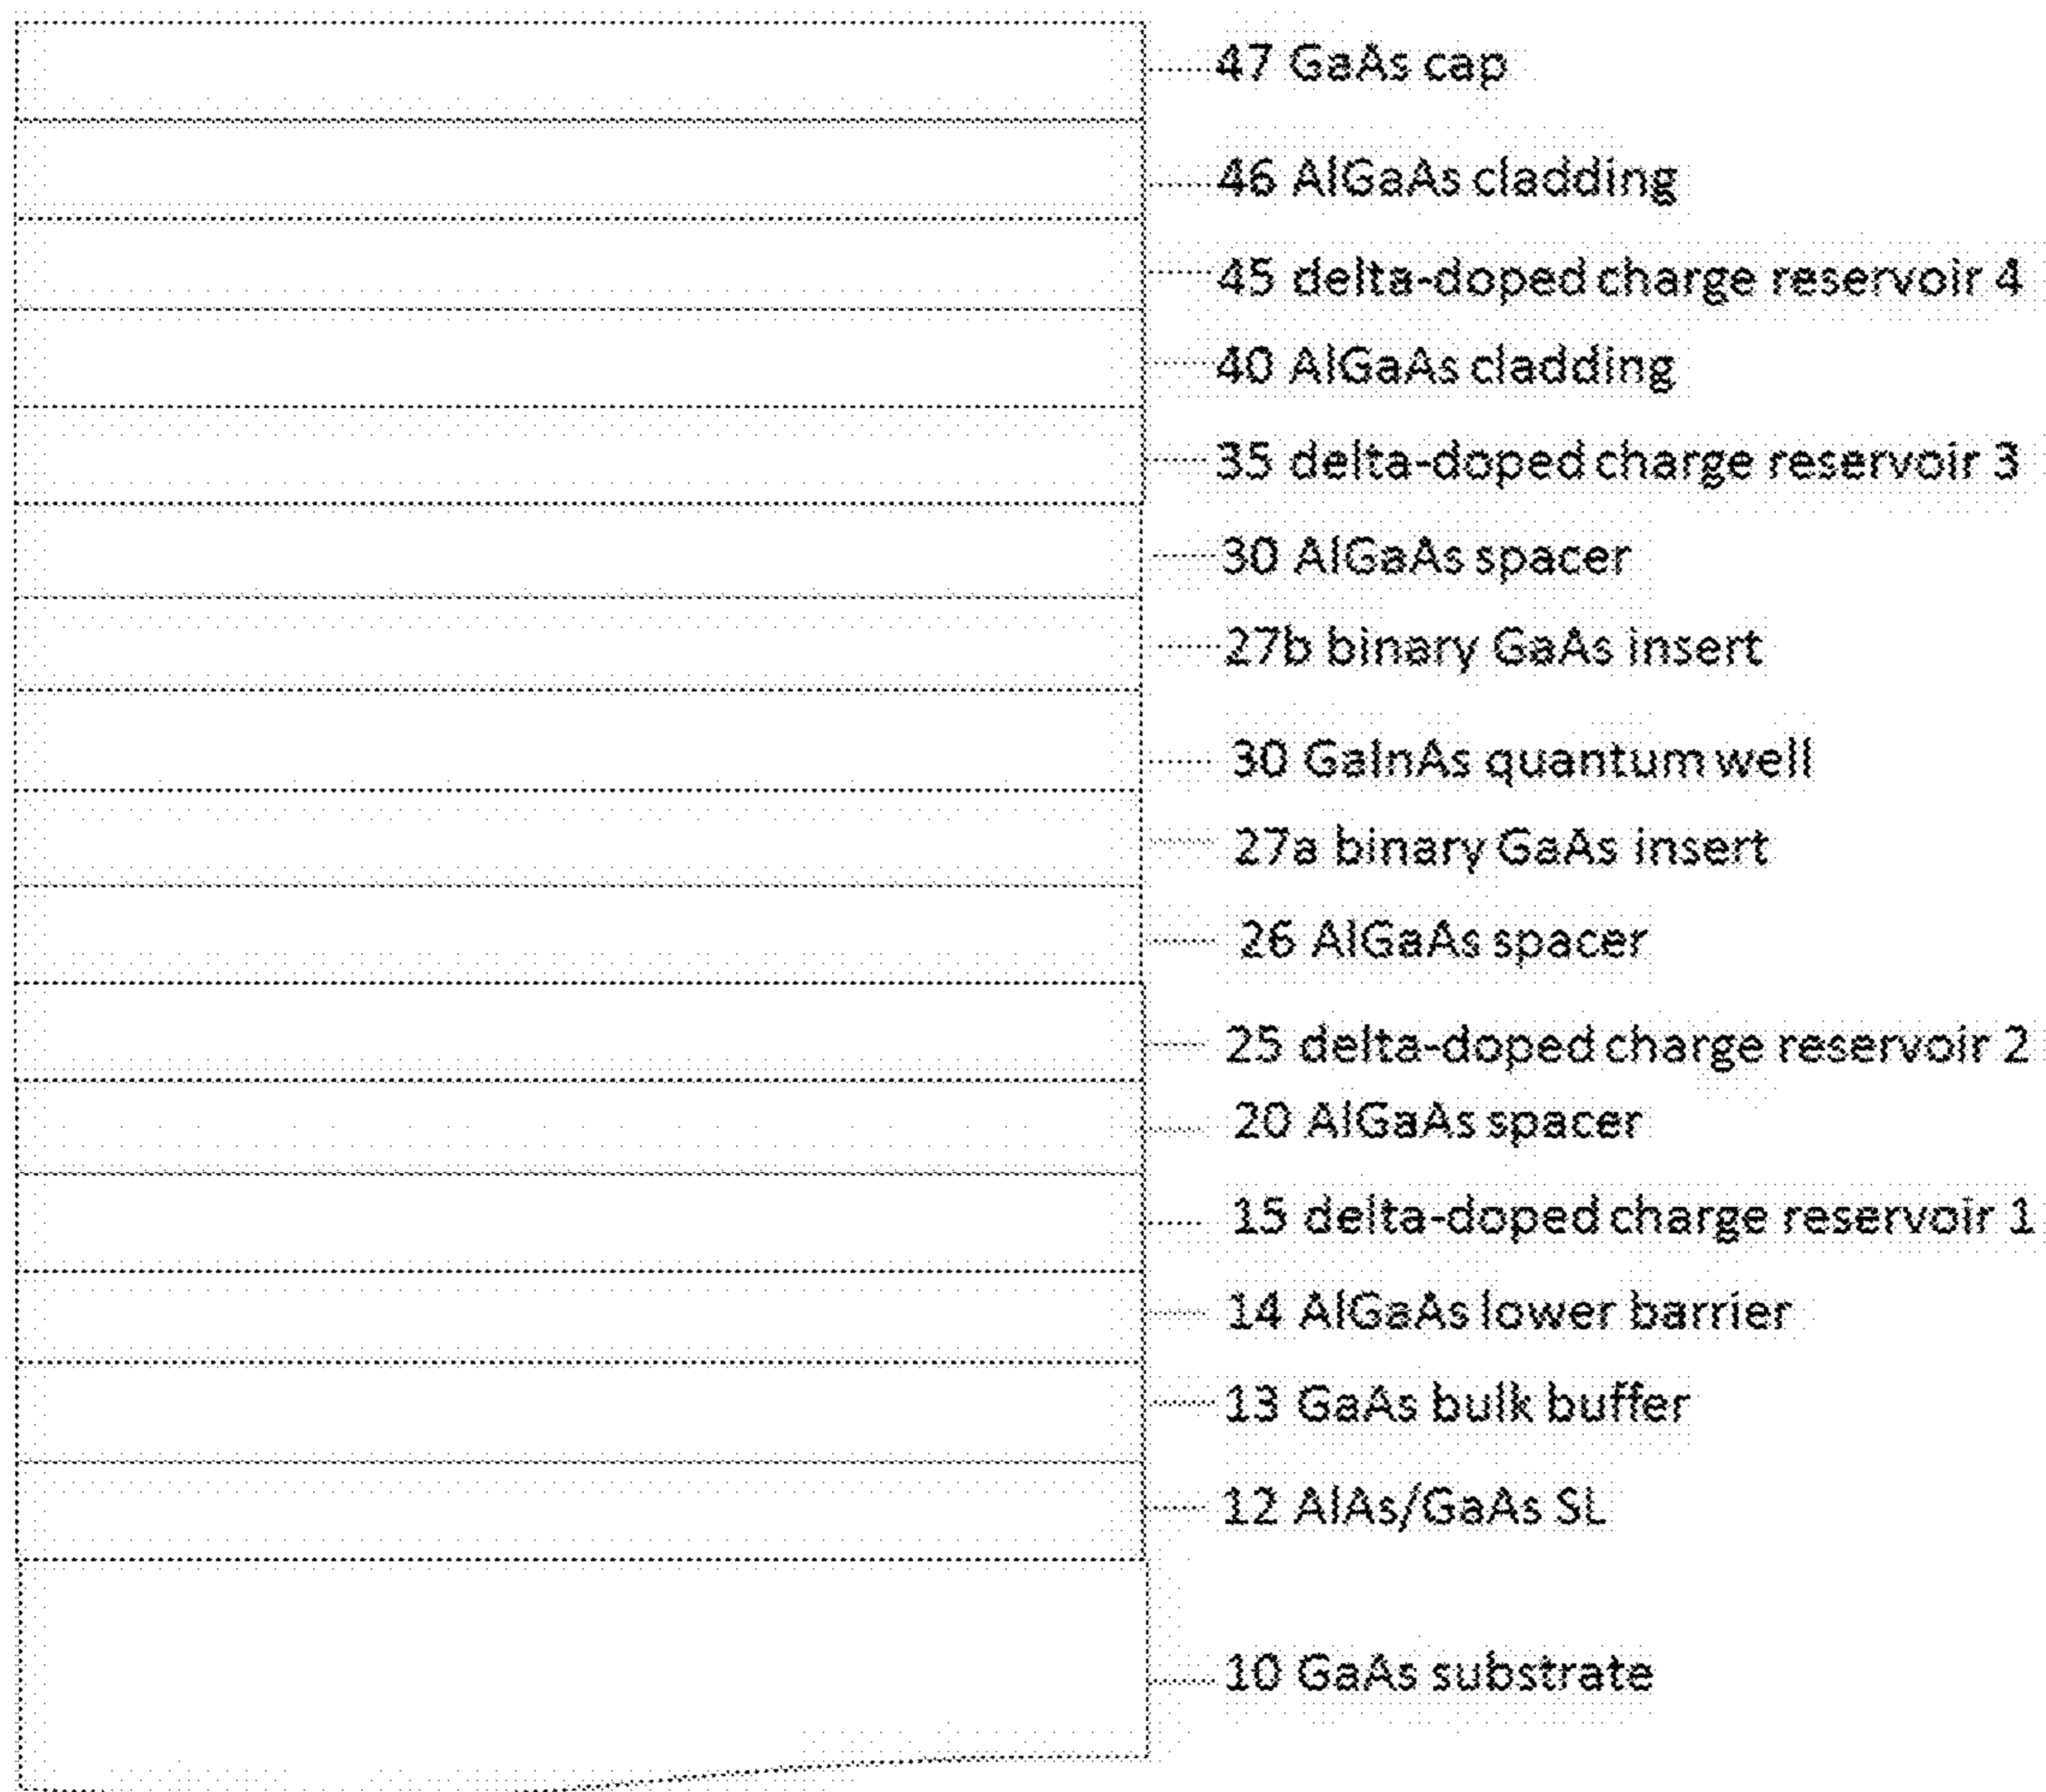 47 GaAs cap
46 AlGaAs cladding
45 delta-doped charge reservoir 4
40 AlGaAs cladding
35 delta-doped charge reservoir 3
30 AlGaAs spacer
27b binary GaAs insert
30 GaInAs quantum well
27a binary GaAs insert
26 AlGaAs spacer
25 delta-doped charge reservoir 2
20 AlGaAs spacer
15 delta-doped charge reservoir 1
14 AlGaAs lower barrier
13 GaAs bulk buffer
12 AlAs/GaAs SL
10 GaAs substrate